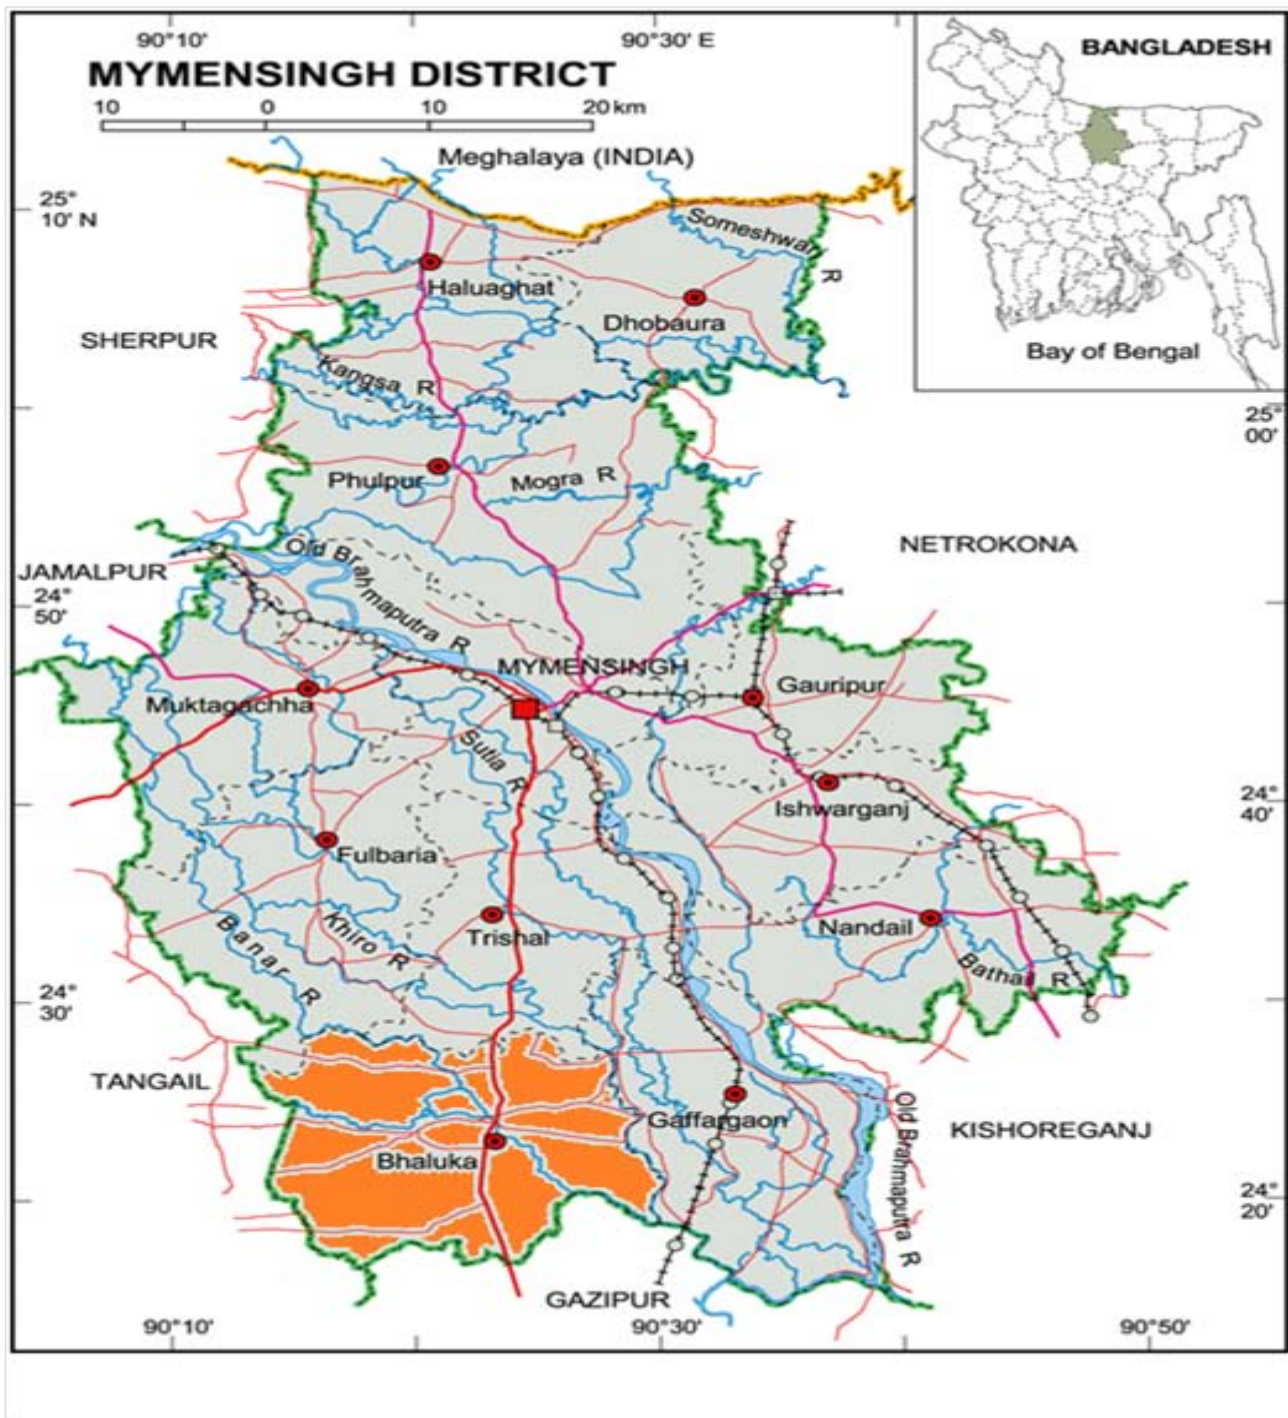 90°10'
90°30' E
MYMENSINGH DISTRICT
10 0 10 20 km
BANGLADESH
Bay of Bengal
Meghalaya (INDIA)
25°
10' N
Someshwari R
Haluaghat
Dhobaura
SHERPUR
Kangsa R
25°
00'
Phulpur
Mogra R
NETROKONA
Old Brahmaputra R
JAMALPUR
24°
50'
MYMENSINGH
Muktagachha
Gauripur
Sutia R
24°
40'
Ishwarganj
Fulbaria
Khiro R
Trishal
Nandail
Banar R
Bathail R
24°
30'
TANGAIL
Gaffargaon
Old Brahmaputra R
KISHOREGANJ
Bhaluka
24°
20'
GAZIPUR
90°10'
90°30'
90°50'